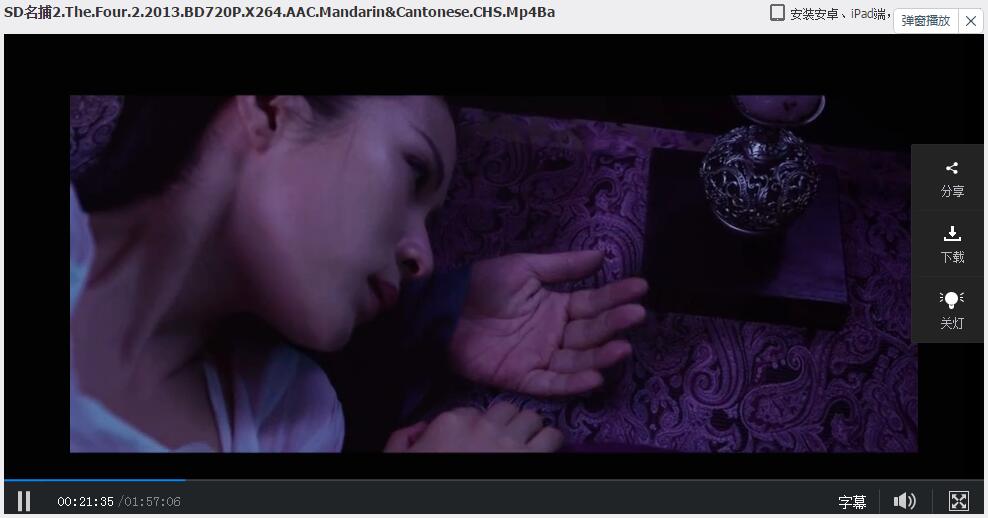 SD名捕2.The.Four.2.2013.BD720P.X264.AAC.Mandarin&Cantonese.CHS.Mp4Ba
安装安卓、iPad端，
弹窗播放
分享
下载
关灯
00:21:35 /01:57:06
字幕